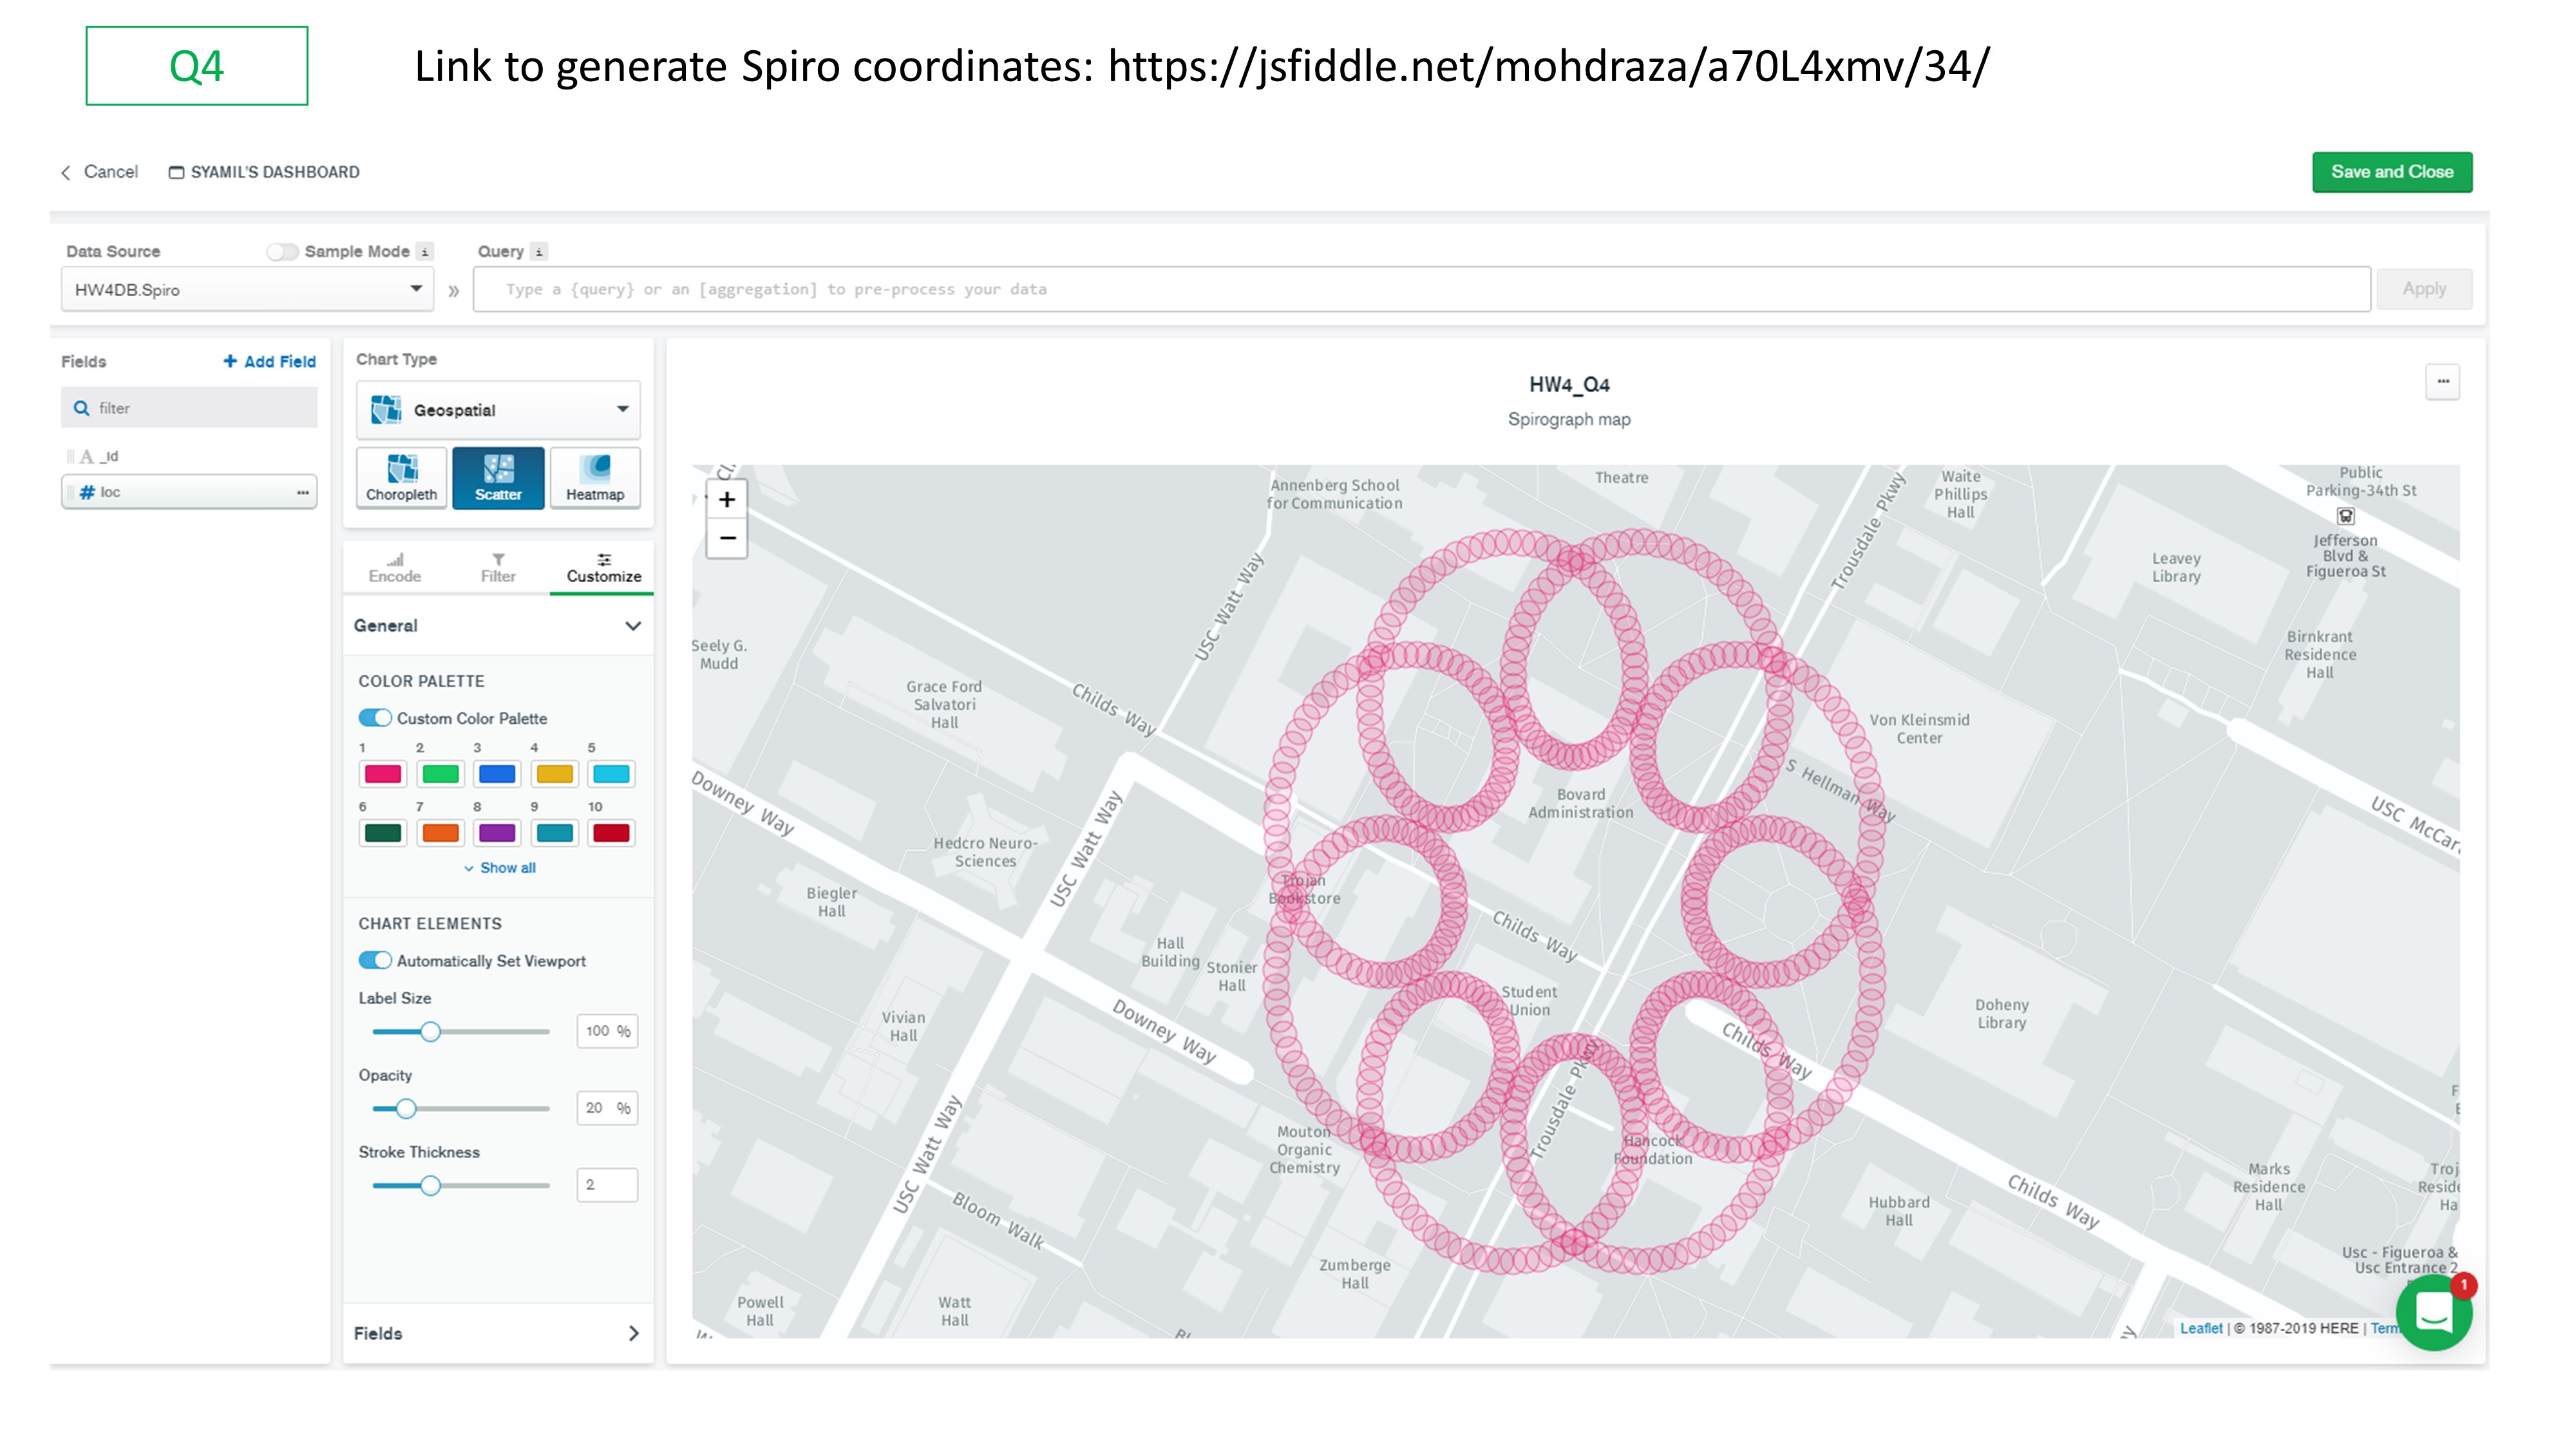 Q4
Link to generate Spiro coordinates: https://jsfiddle.net/mohdraza/a70L4xmv/34/
Cancel
SYAMIL'S DASHBOARD
Save and Close
Data Source
Sample Mode i
Query i
HW4DB.Spiro
»
Type a {query} or an [aggregation] to pre-process your data
Apply
Fields
+ Add Field
filter
A _id
# loc
...
Chart Type
Geospatial
Choropleth
Scatter
Heatmap
Encode
Filter
Customize
General
COLOR PALETTE
Custom Color Palette
1 2 3 4 5
6 7 8 9 10
Show all
CHART ELEMENTS
Automatically Set Viewport
Label Size
100 %
Opacity
20 %
Stroke Thickness
2
Fields
HW4_Q4
Spirograph map
...
+
−
Annenberg School
for Communication
Theatre
Trousdale Pkwy
Waite
Phillips
Hall
Public
Parking-34th St
Jefferson
Blvd &
Figueroa St
Leavey
Library
Birnkrant
Residence
Hall
USC Watt Way
Seely G.
Mudd
Grace Ford
Salvatori
Hall
Childs Way
Von Kleinsmid
Center
S Hellman Way
Bovard
Administration
Downey Way
USC McCar
Hedcro Neuro-
Sciences
USC Watt Way
Trojan
Bookstore
Biegler
Hall
Childs Way
Hall
Building
Stonier
Hall
Student
Union
Vivian
Hall
Downey Way
Doheny
Library
Childs Way
Trousdale Pkwy
Mouton
Organic
Chemistry
Hancock
Foundation
USC Watt Way
Bloom Walk
Marks
Residence
Hall
Troj
Reside
Ha
Childs Way
Hubbard
Hall
Zumberge
Hall
Usc - Figueroa &
Usc Entrance 2
Powell
Hall
Watt
Hall
1
Leaflet | © 1987-2019 HERE | Term